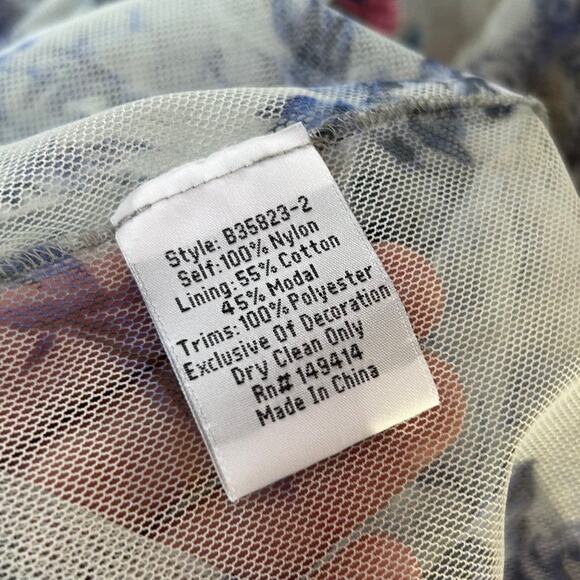 Style: B35823-2
Self:100% Nylon
Lining: 55% Cotton
45% Modal
Trims:100% Polyester
Exclusive Of Decoration
Dry Clean Only
Rn# 149414
Made In China